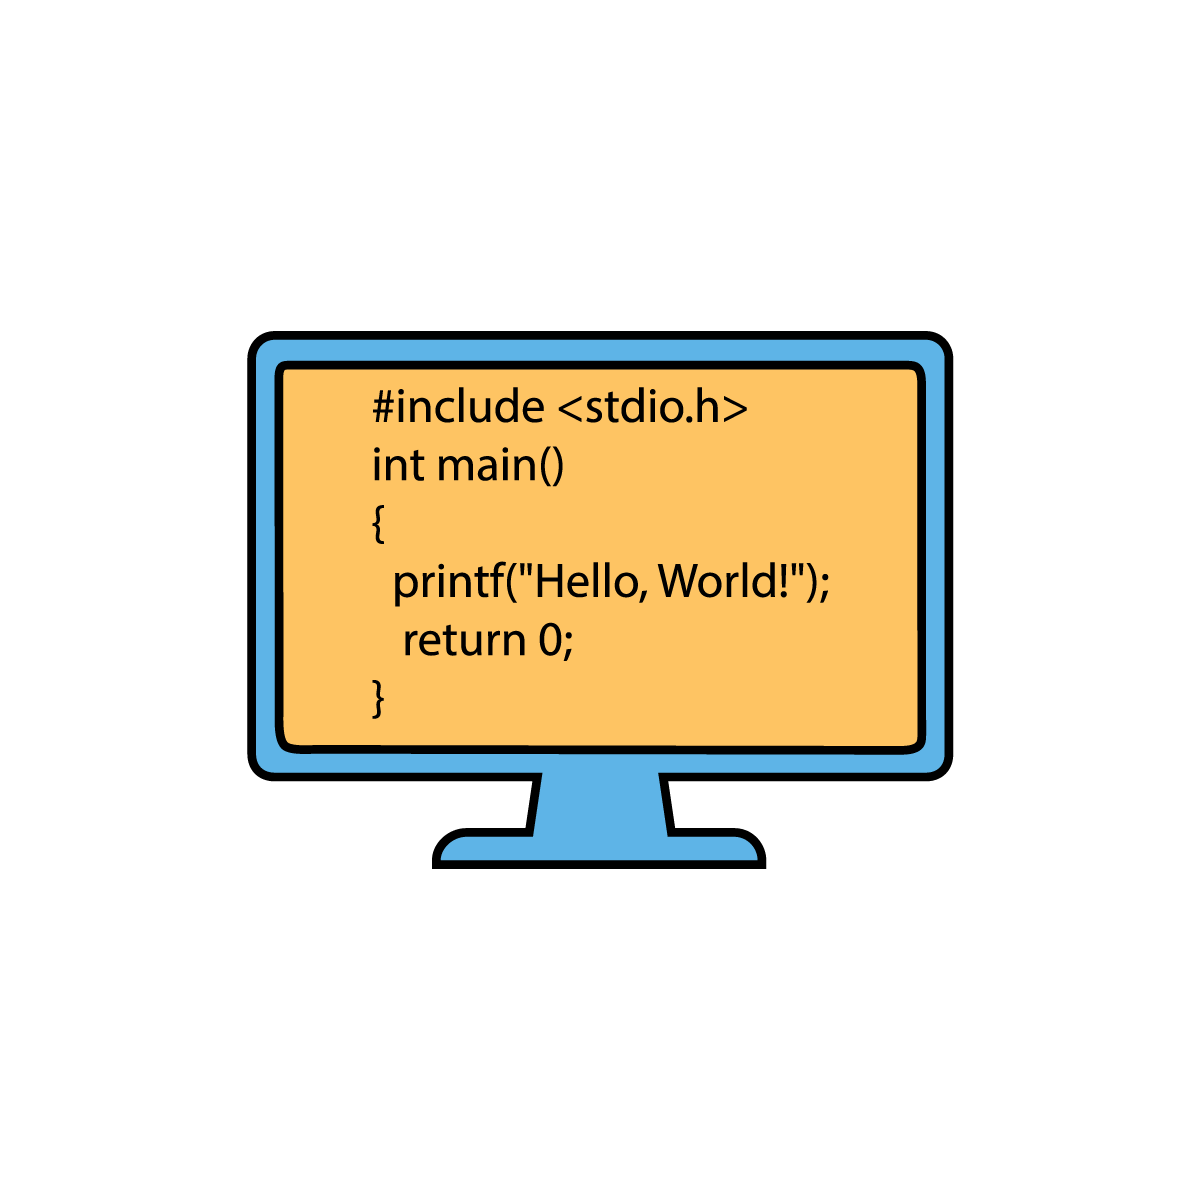 #include <stdio.h>
int main()
{
  printf("Hello, World!");
   return 0;
}